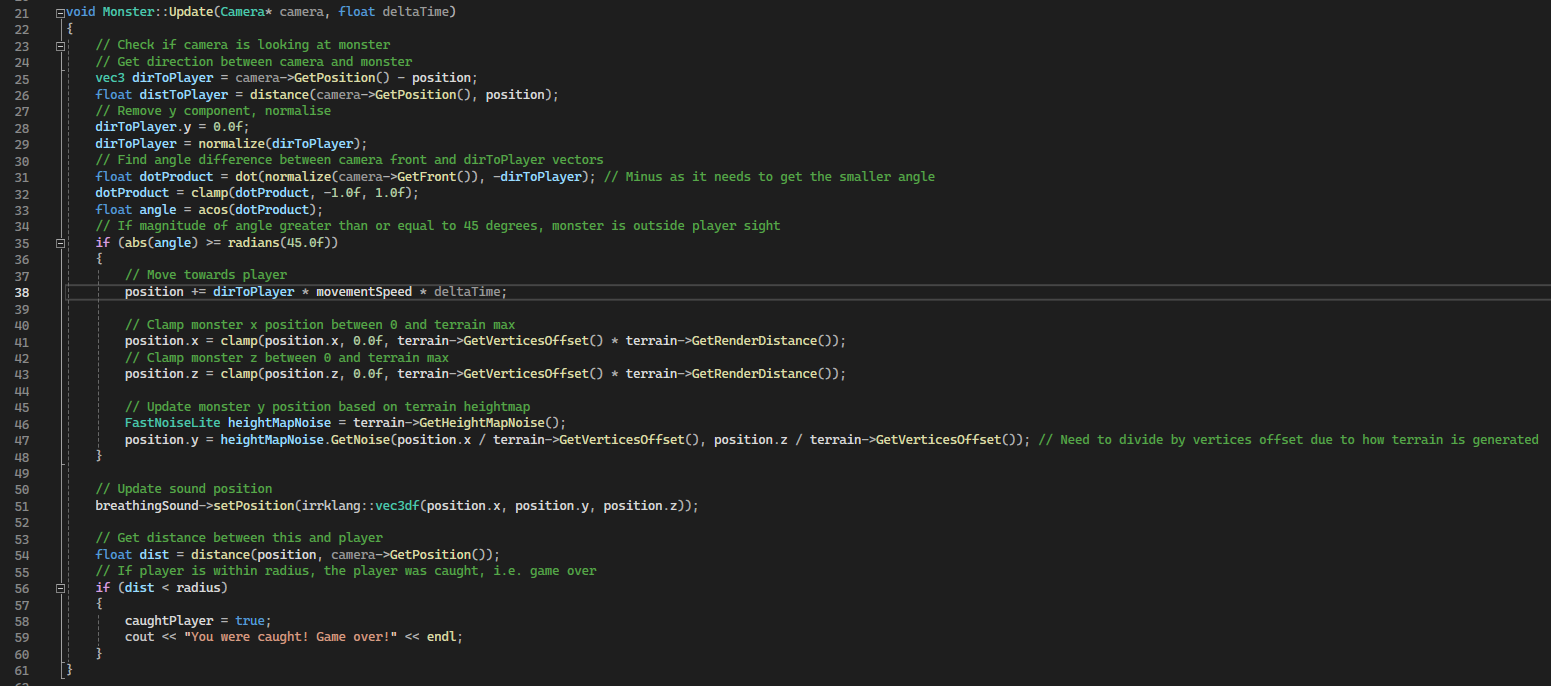 21 void Monster::Update(Camera* camera, float deltaTime)
22 {
23 // Check if camera is looking at monster
24 // Get direction between camera and monster
25 vec3 dirToPlayer = camera->GetPosition() - position;
26 float distToPlayer = distance(camera->GetPosition(), position);
27 // Remove y component, normalise
28 dirToPlayer.y = 0.0f;
29 dirToPlayer = normalize(dirToPlayer);
30 // Find angle difference between camera front and dirToPlayer vectors
31 float dotProduct = dot(normalize(camera->GetFront()), -dirToPlayer); // Minus as it needs to get the smaller angle
32 dotProduct = clamp(dotProduct, -1.0f, 1.0f);
33 float angle = acos(dotProduct);
34 // If magnitude of angle greater than or equal to 45 degrees, monster is outside player sight
35 if (abs(angle) >= radians(45.0f))
36 {
37 // Move towards player
38 position += dirToPlayer * movementSpeed * deltaTime;
39
40 // Clamp monster x position between 0 and terrain max
41 position.x = clamp(position.x, 0.0f, terrain->GetVerticesOffset() * terrain->GetRenderDistance());
42 // Clamp monster z between 0 and terrain max
43 position.z = clamp(position.z, 0.0f, terrain->GetVerticesOffset() * terrain->GetRenderDistance());
44
45 // Update monster y position based on terrain heightmap
46 FastNoiseLite heightMapNoise = terrain->GetHeightMapNoise();
47 position.y = heightMapNoise.GetNoise(position.x / terrain->GetVerticesOffset(), position.z / terrain->GetVerticesOffset()); // Need to divide by vertices offset due to how terrain is generated
48 }
49
50 // Update sound position
51 breathingSound->setPosition(irrklang::vec3df(position.x, position.y, position.z));
52
53 // Get distance between this and player
54 float dist = distance(position, camera->GetPosition());
55 // If player is within radius, the player was caught, i.e. game over
56 if (dist < radius)
57 {
58 caughtPlayer = true;
59 cout << "You were caught! Game over!" << endl;
60 }
61 }